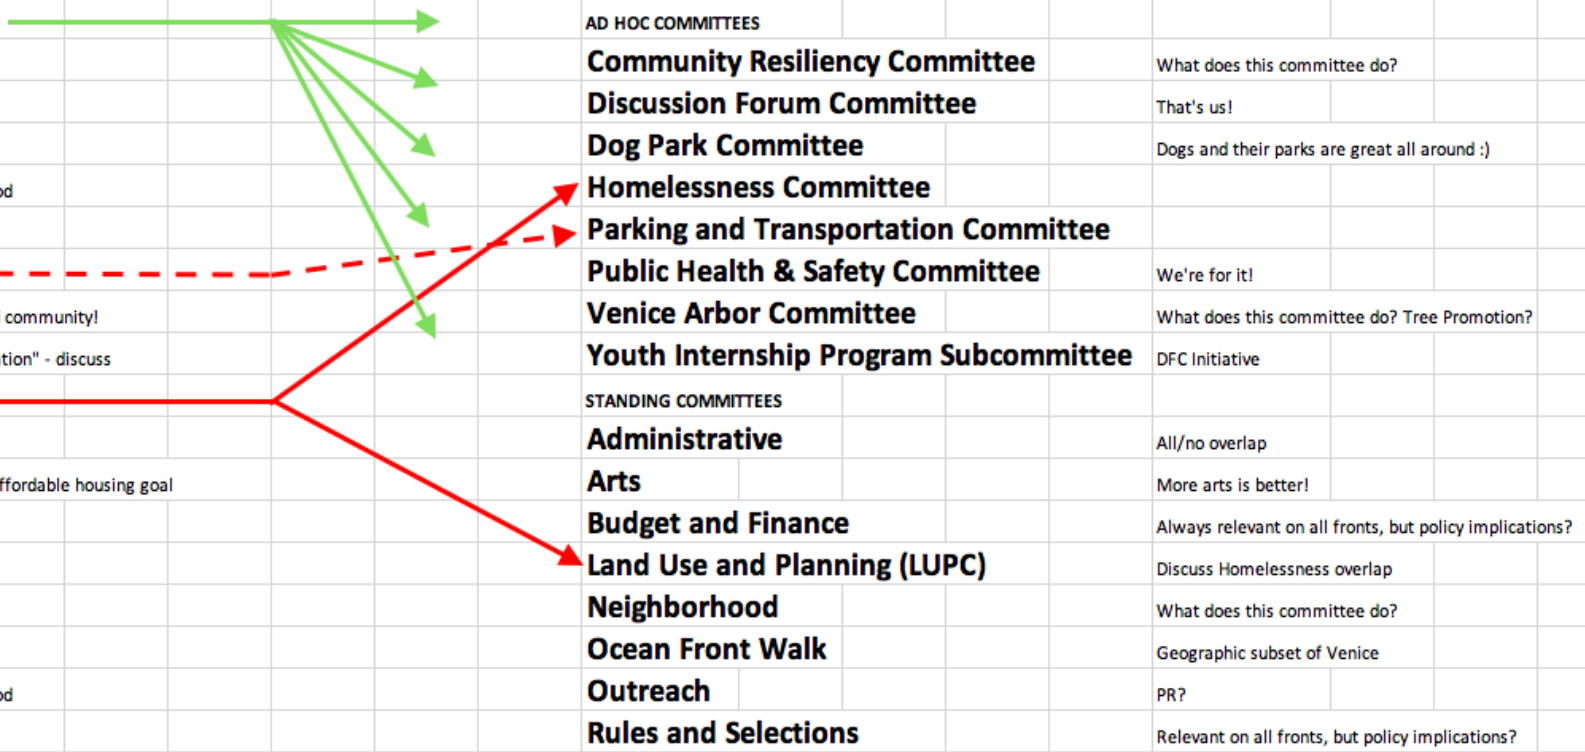 AD HOC COMMITTEES
Community Resiliency Committee What does this committee do?
Discussion Forum Committee That's us!
Dog Park Committee Dogs and their parks are great all around :)
od Homelessness Committee
Parking and Transportation Committee
Public Health & Safety Committee We're for it!
community! Venice Arbor Committee What does this committee do? Tree Promotion?
tion" - discuss Youth Internship Program Subcommittee DFC Initiative
STANDING COMMITTEES
Administrative All/no overlap
ffordable housing goal Arts More arts is better!
Budget and Finance Always relevant on all fronts, but policy implications?
Land Use and Planning (LUPC) Discuss Homelessness overlap
Neighborhood What does this committee do?
Ocean Front Walk Geographic subset of Venice
od Outreach PR?
Rules and Selections Relevant on all fronts, but policy implications?